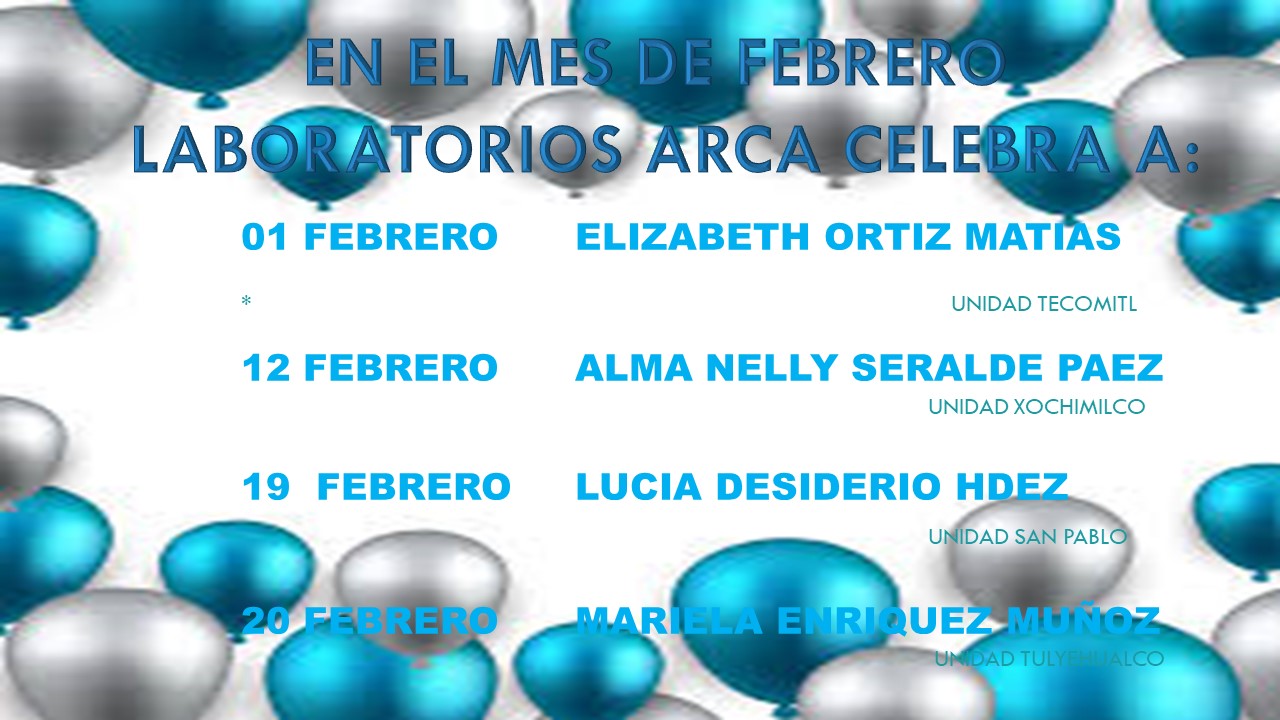 EN EL MES DE FEBRERO
LABORATORIOS ARCA CELEBRA A:
01 FEBRERO ELIZABETH ORTIZ MATIAS
* UNIDAD TECOMITL
12 FEBRERO ALMA NELLY SERALDE PAEZ
UNIDAD XOCHIMILCO
19 FEBRERO LUCIA DESIDERIO HDEZ
UNIDAD SAN PABLO
20 FEBRERO MARIELA ENRIQUEZ MUÑOZ
UNIDAD TULYEHUALCO